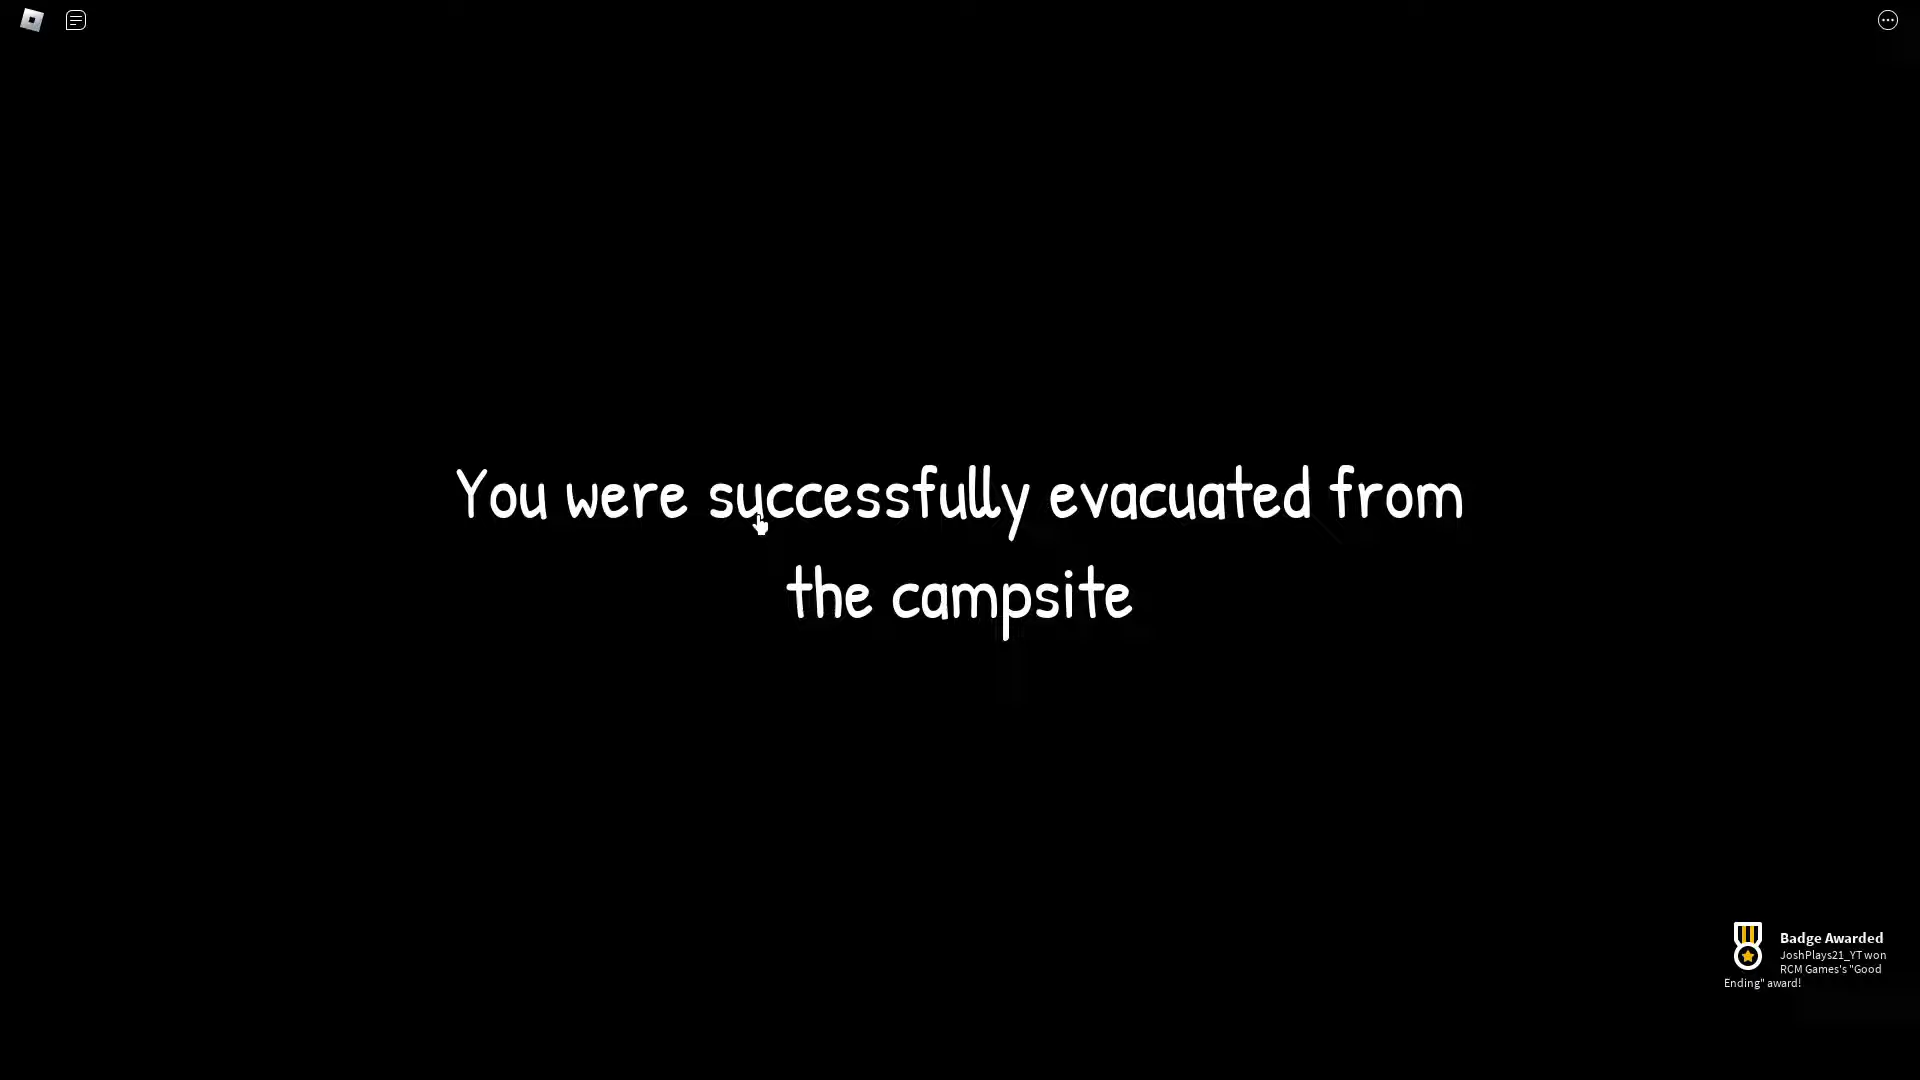 You were successfully evacuated from
the campsite
Badge Awarded
JoshPlays21_YT won
RCM Games's "Good
Ending" award!